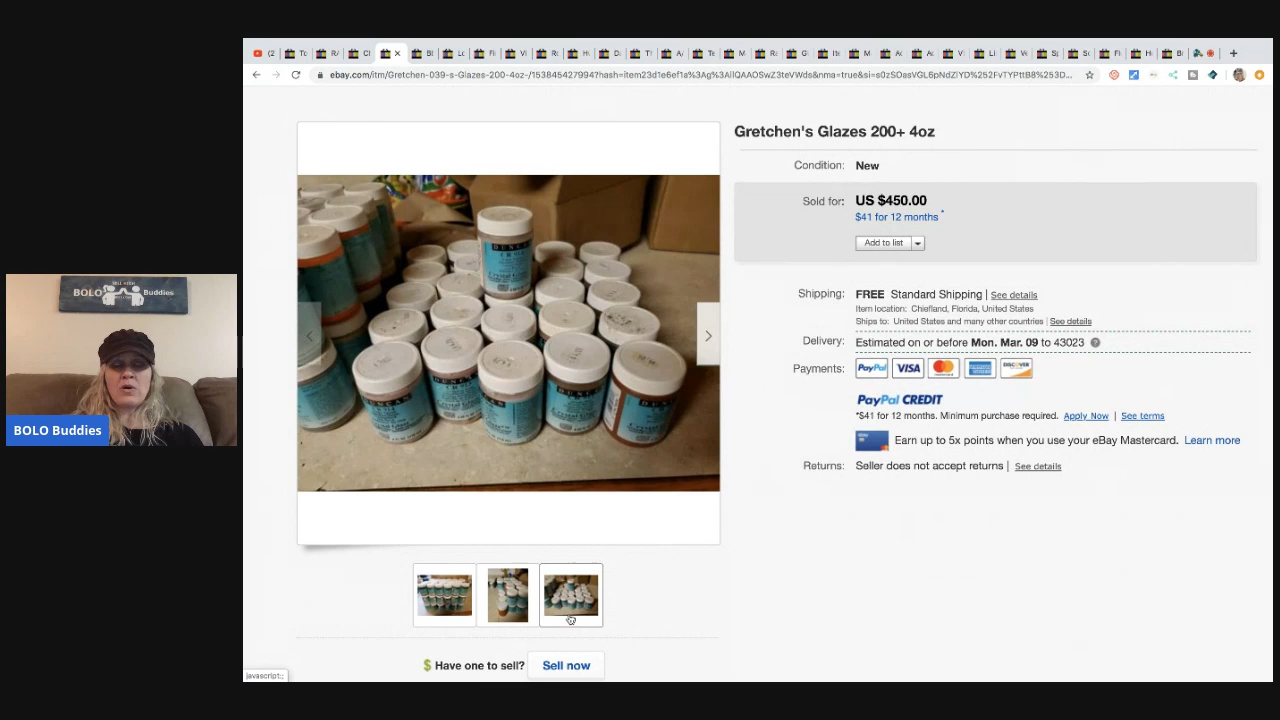 ebay.com/itm/Gretchen-039-s-Glazes-200-4oz-/153845427994?hash=item23d1e6ef1a%3Ag%3AAllQAAOSwZ3teVWds&nma=true&si=s0zSOasVGL6pNdZlYD%252FvTYPttB8%253D...
Gretchen's Glazes 200+ 4oz
Condition: New
Sold for: US $450.00
$41 for 12 months *
Add to list
Shipping: FREE Standard Shipping | See details
Item location: Chiefland, Florida, United States
Ships to: United States and many other countries | See details
Delivery: Estimated on or before Mon. Mar. 09 to 43023
Payments: PayPal VISA mastercard DISCOVER
PayPal CREDIT
*$41 for 12 months. Minimum purchase required. Apply Now | See terms
Earn up to 5x points when you use your eBay Mastercard. Learn more
Returns: Seller does not accept returns | See details
DUNCAN
BOLO Buddies
BOLO Buddies
$ Have one to sell? Sell now
javascript:;